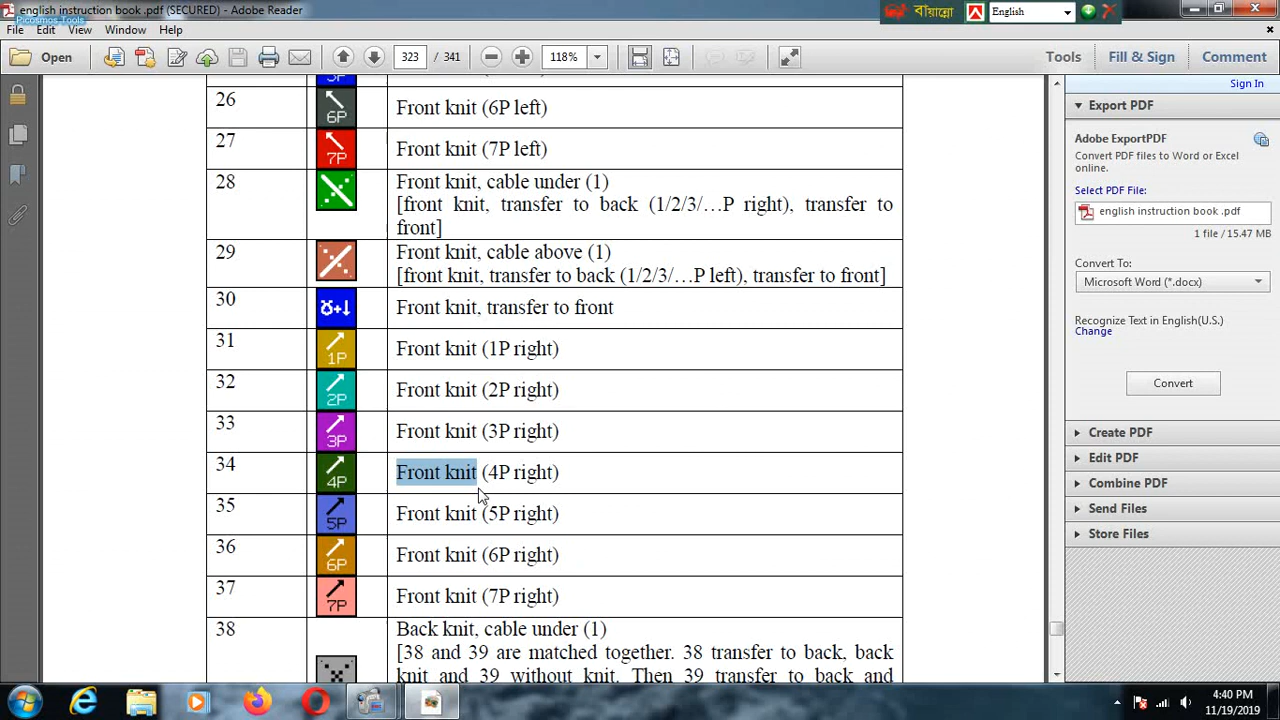 english instruction book .pdf (SECURED) - Adobe Reader
Picosmos Tools
বায়ান্নো
English
File Edit View Window Help
Open
323 / 341
118%
Tools
Fill & Sign
Comment
26
6P
Front knit (6P left)
27
7P
Front knit (7P left)
28
Front knit, cable under (1)
[front knit, transfer to back (1/2/3/…P right), transfer to
front]
29
Front knit, cable above (1)
[front knit, transfer to back (1/2/3/…P left), transfer to front]
30
Front knit, transfer to front
31
1P
Front knit (1P right)
32
2P
Front knit (2P right)
33
3P
Front knit (3P right)
34
4P
Front knit (4P right)
35
5P
Front knit (5P right)
36
6P
Front knit (6P right)
37
7P
Front knit (7P right)
38
Back knit, cable under (1)
[38 and 39 are matched together. 38 transfer to back, back
knit and 39 without knit. Then 39 transfer to back and
Sign In
Export PDF
Adobe ExportPDF
Convert PDF files to Word or Excel
online.
Select PDF File:
english instruction book .pdf
1 file / 15.47 MB
Convert To:
Microsoft Word (*.docx)
Recognize Text in English(U.S.)
Change
Convert
Create PDF
Edit PDF
Combine PDF
Send Files
Store Files
4:40 PM
11/19/2019